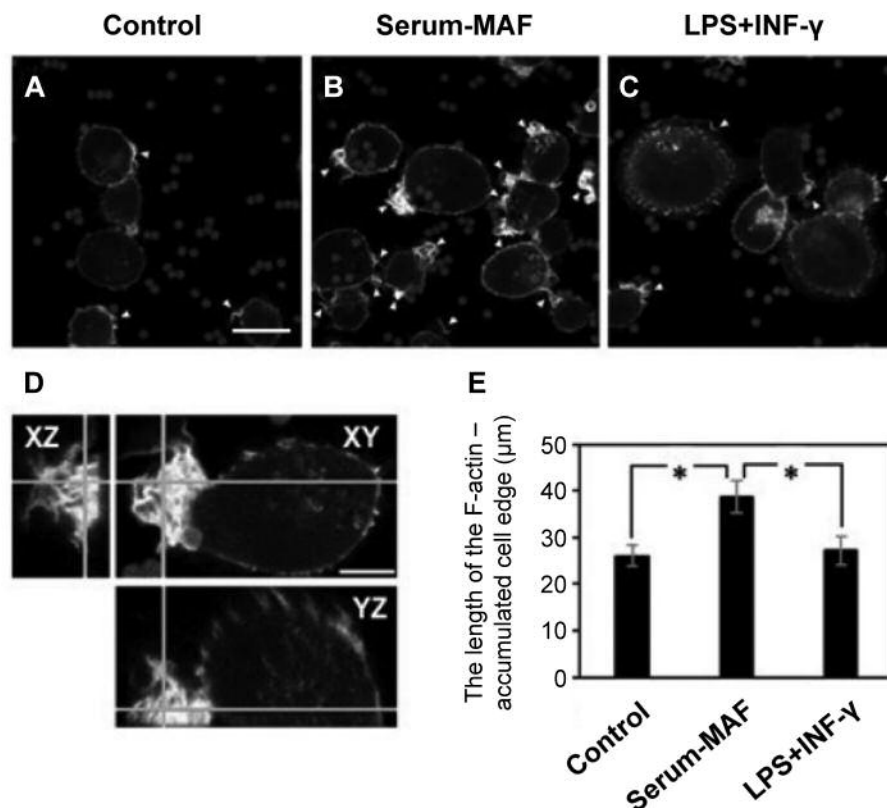 Control Serum-MAF LPS+INF-γ
A B C
D E
XZ XY
YZ
The length of the F-actin –
accumulated cell edge (µm)
50
40
30
20
10
0
* *
Control Serum-MAF LPS+INF-γ